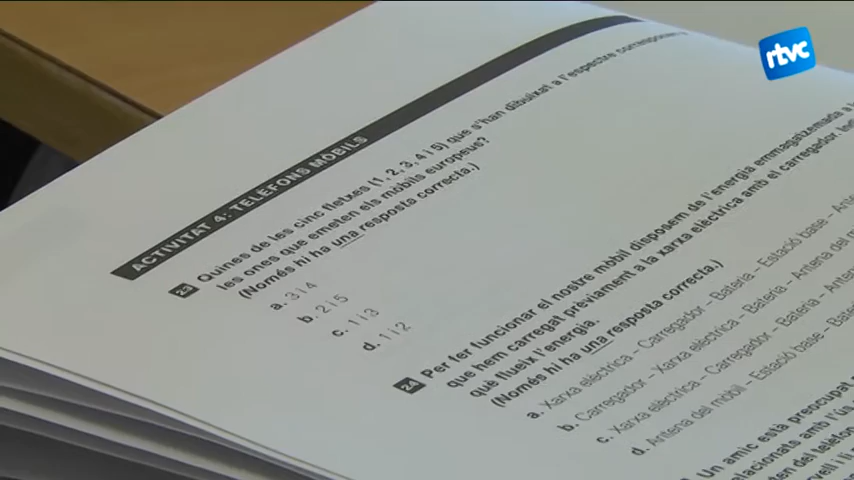 rtvc
ACTIVITAT 4: TELÈFONS MÒBILS
23 Quines de les cinc fletxes (1, 2, 3, 4 i 5) que s'han dibuixat a l'espectre
les ones que emeten els mòbils europeus?
(Només hi ha una resposta correcta.)
a. 3 i 4
b. 2 i 5
c. 1 i 3
d. 1 i 2
24 Per fer funcionar el nostre mòbil disposem de l'energia emmagatzemada a
que hem carregat prèviament a la xarxa elèctrica amb el carregador.
què flueix l'energia.
(Només hi ha una resposta correcta.)
a. Xarxa elèctrica – Carregador – Bateria – Estació base –
b. Carregador - Xarxa elèctrica – Bateria – Antena del
c. Xarxa elèctrica – Carregador – Bateria –
d. Antena del mòbil – Estació base –
Un amic està preocupat
amb l'ús
del telèfon